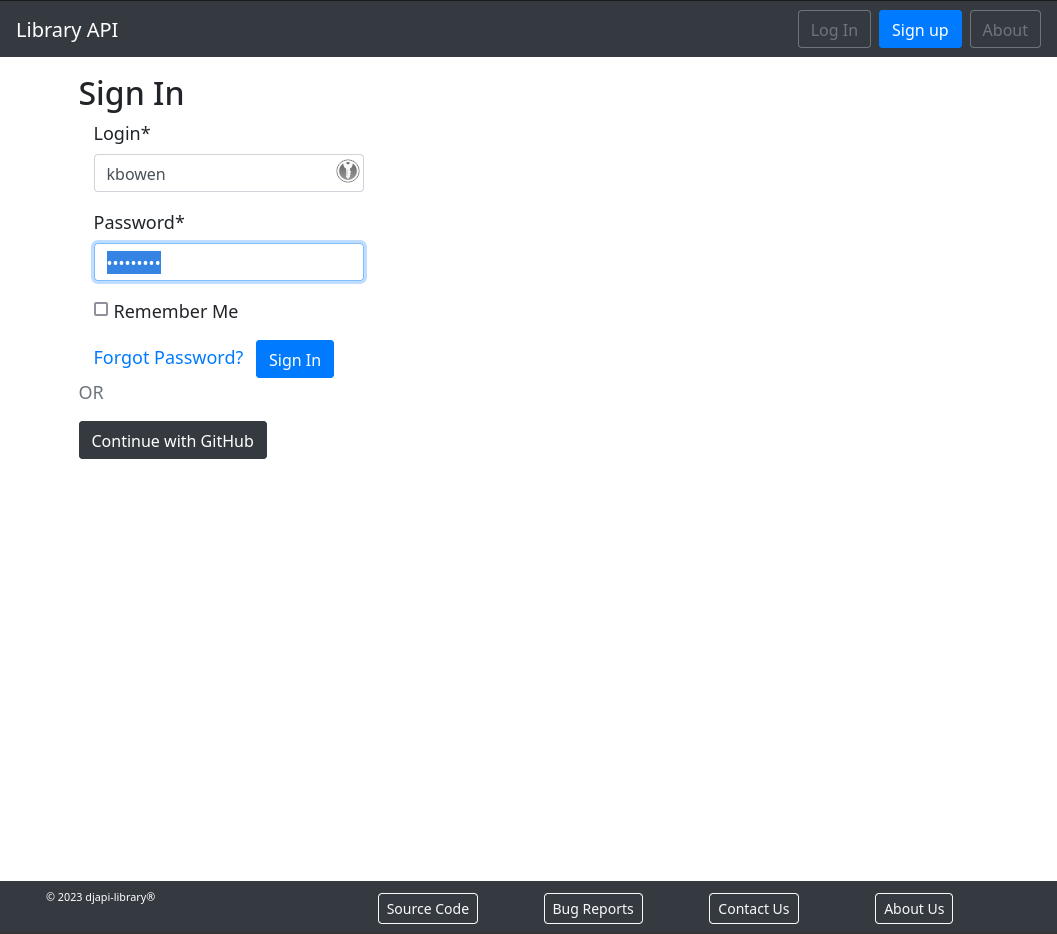 Library API
Log In
Sign up
About
Sign In
Login*
kbowen
Password*
•••••••••
Remember Me
Forgot Password?
Sign In
OR
Continue with GitHub
© 2023 djapi-library®
Source Code
Bug Reports
Contact Us
About Us